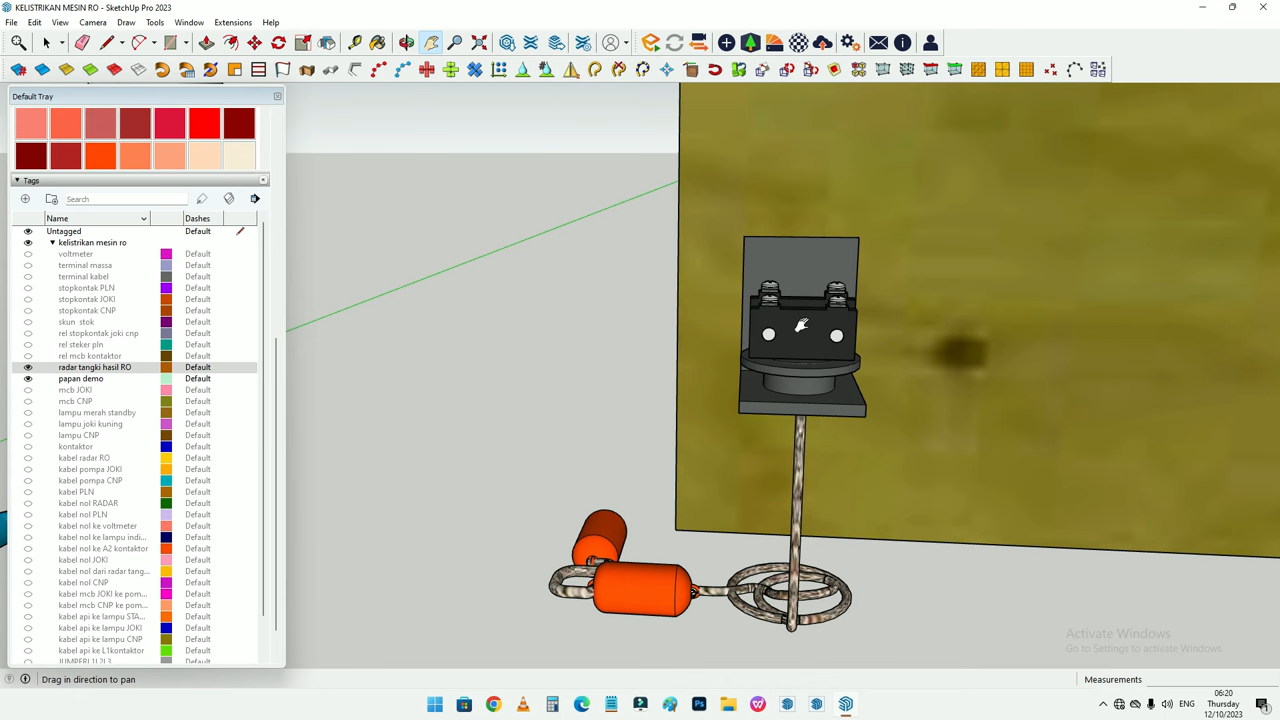 KELISTRIKAN MESIN RO - SketchUp Pro 2023
File Edit View Camera Draw Tools Window Extensions Help
Default Tray
Tags
Search
Name Dashes
Untagged Default
kelistrikan mesin ro Default
voltmeter Default
terminal massa Default
terminal kabel Default
stopkontak PLN Default
stopkontak JOKI Default
stopkontak CNP Default
skun stok Default
rel stopkontak joki cnp Default
rel steker pln Default
rel mcb kontaktor Default
radar tangki hasil RO Default
papan demo Default
mcb JOKI Default
mcb CNP Default
lampu merah standby Default
lampu joki kuning Default
lampu CNP Default
kontaktor Default
kabel radar RO Default
kabel pompa JOKI Default
kabel pompa CNP Default
kabel PLN Default
kabel nol RADAR Default
kabel nol PLN Default
kabel nol ke voltmeter Default
kabel nol ke lampu indi... Default
kabel nol ke A2 kontaktor Default
kabel nol JOKI Default
kabel nol dari radar tang... Default
kabel nol CNP Default
kabel mcb JOKI ke pom... Default
kabel mcb CNP ke pom... Default
kabel api ke lampu STA... Default
kabel api ke lampu JOKI Default
kabel api ke lampu CNP Default
kabel api ke L1kontaktor Default
JUMPERL1L2L3 Default
Activate Windows
Go to Settings to activate Windows.
Drag in direction to pan
Measurements
ENG
06:20
Thursday
12/10/2023